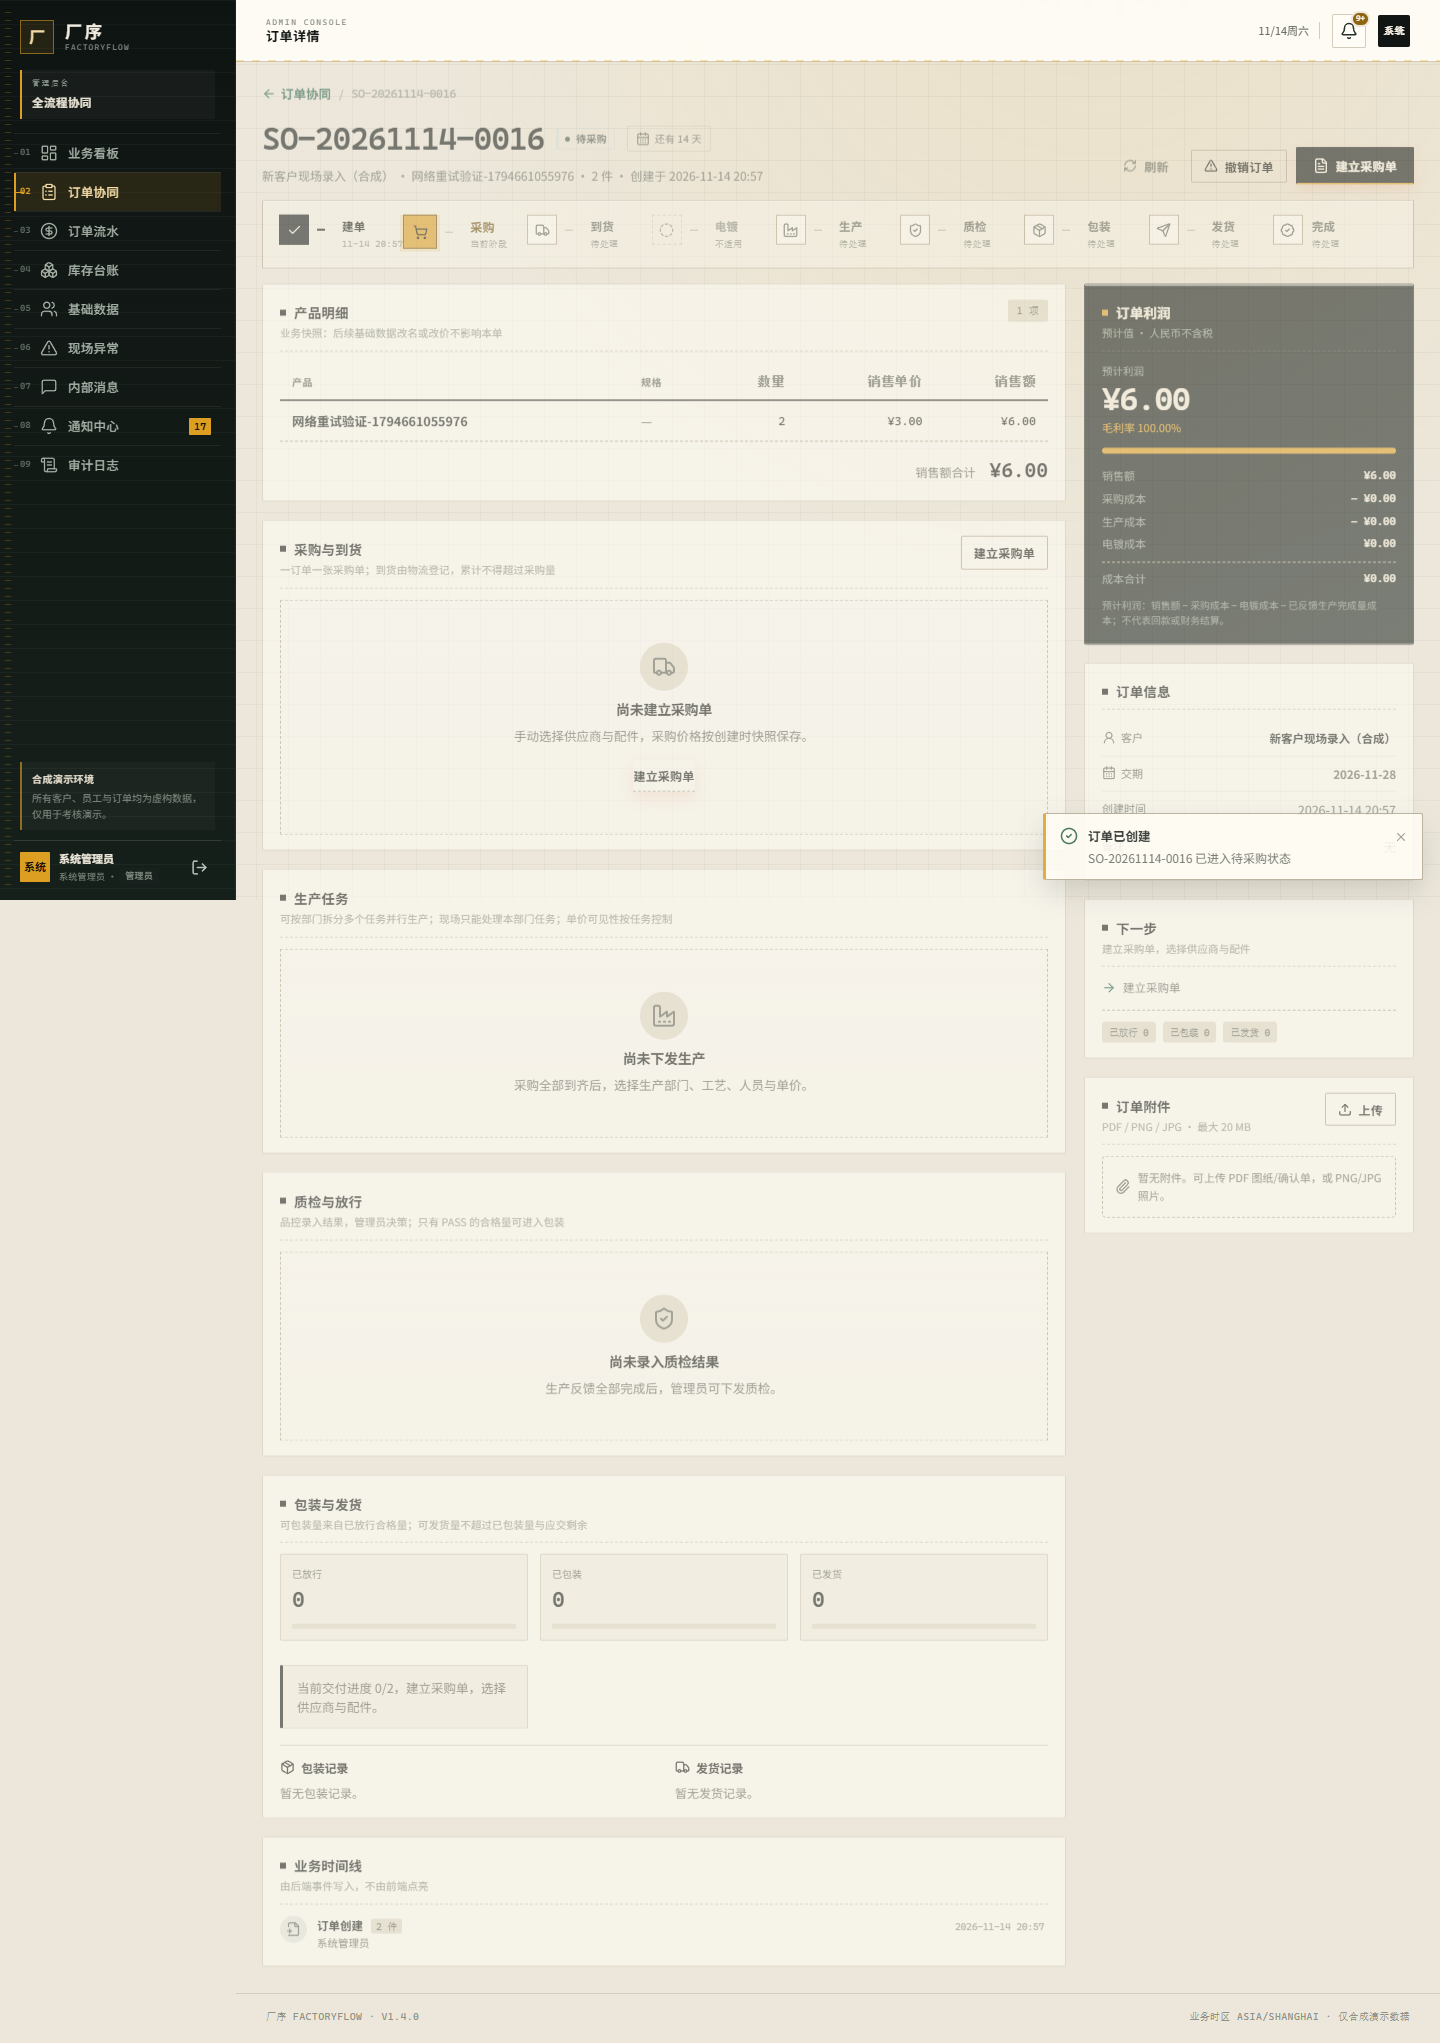 厂
厂序
FACTORYFLOW
管理后台
全流程协同
01 业务看板
02 订单协同
03 订单流水
04 库存台账
05 基础数据
06 现场异常
07 内部消息
08 通知中心 17
09 审计日志
合成演示环境
所有客户、员工与订单均为虚构数据，
仅用于考核演示。
系统
系统管理员
系统管理员 · 管理员
ADMIN CONSOLE
订单详情
11/14周六
9+
系统
订单协同 / SO-20261114-0016
SO-20261114-0016
待采购
还有 14 天
新客户现场录入（合成） · 网络重试验证-1794661055976 · 2 件 · 创建于 2026-11-14 20:57
刷新
撤销订单
建立采购单
建单
11-14 20:57
采购
当前阶段
到货
待处理
电镀
不适用
生产
待处理
质检
待处理
包装
待处理
发货
待处理
完成
待处理
产品明细
1 项
业务快照：后续基础数据改名或改价不影响本单
产品 规格 数量 销售单价 销售额
网络重试验证-1794661055976 — 2 ¥3.00 ¥6.00
销售额合计 ¥6.00
采购与到货
建立采购单
一订单一张采购单；到货由物流登记，累计不得超过采购量
尚未建立采购单
手动选择供应商与配件，采购价格按创建时快照保存。
建立采购单
生产任务
可按部门拆分多个任务并行生产；现场只能处理本部门任务；单价可见性按任务控制
尚未下发生产
采购全部到齐后，选择生产部门、工艺、人员与单价。
质检与放行
品控录入结果，管理员决策；只有 PASS 的合格量可进入包装
尚未录入质检结果
生产反馈全部完成后，管理员可下发质检。
包装与发货
可包装量来自已放行合格量；可发货量不超过已包装量与应交剩余
已放行
0
已包装
0
已发货
0
当前交付进度 0/2，建立采购单，选择
供应商与配件。
包装记录
暂无包装记录。
发货记录
暂无发货记录。
业务时间线
由后端事件写入，不由前端点亮
订单创建 2 件
2026-11-14 20:57
系统管理员
订单利润
预计值 · 人民币不含税
预计利润
¥6.00
毛利率 100.00%
销售额 ¥6.00
采购成本 − ¥0.00
生产成本 − ¥0.00
电镀成本 ¥0.00
成本合计 ¥0.00
预计利润：销售额 − 采购成本 − 电镀成本 − 已反馈生产完成量成
本；不代表回款或财务结算。
订单信息
客户 新客户现场录入（合成）
交期 2026-11-28
创建时间 2026-11-14 20:57
无
订单已创建
SO-20261114-0016 已进入待采购状态
下一步
建立采购单，选择供应商与配件
建立采购单
已放行 0
已包装 0
已发货 0
订单附件
上传
PDF / PNG / JPG · 最大 20 MB
暂无附件。可上传 PDF 图纸/确认单，或 PNG/JPG
照片。
厂序 FACTORYFLOW · V1.4.0
业务时区 ASIA/SHANGHAI · 仅合成演示数据